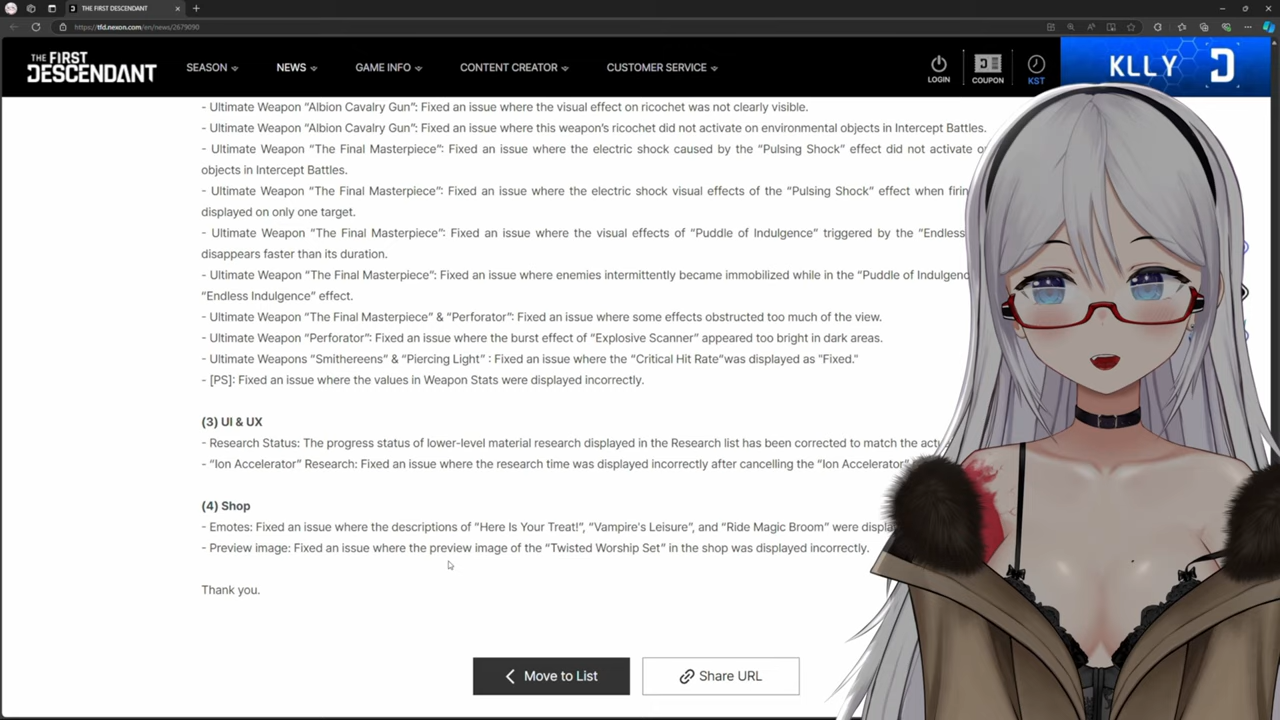 THE FIRST DESCENDANT
https://tfd.nexon.com/en/news/2679090
THE FIRST
DESCENDANT
SEASON
NEWS
GAME INFO
CONTENT CREATOR
CUSTOMER SERVICE
LOGIN
COUPON
KST
KLLY
- Ultimate Weapon "Albion Cavalry Gun": Fixed an issue where the visual effect on ricochet was not clearly visible.
- Ultimate Weapon "Albion Cavalry Gun": Fixed an issue where this weapon's ricochet did not activate on environmental objects in Intercept Battles.
- Ultimate Weapon "The Final Masterpiece": Fixed an issue where the electric shock caused by the "Pulsing Shock" effect did not activate
objects in Intercept Battles.
- Ultimate Weapon "The Final Masterpiece": Fixed an issue where the electric shock visual effects of the "Pulsing Shock" effect when
displayed on only one target.
- Ultimate Weapon "The Final Masterpiece": Fixed an issue where the visual effects of "Puddle of Indulgence" triggered by the "Endless
disappears faster than its duration.
- Ultimate Weapon "The Final Masterpiece": Fixed an issue where enemies intermittently became immobilized while in the "Puddle of
"Endless Indulgence" effect.
- Ultimate Weapon "The Final Masterpiece" & "Perforator": Fixed an issue where some effects obstructed too much of the view.
- Ultimate Weapon "Perforator": Fixed an issue where the burst effect of "Explosive Scanner" appeared too bright in dark areas.
- Ultimate Weapons "Smithereens" & "Piercing Light" : Fixed an issue where the "Critical Hit Rate"was displayed as "Fixed."
- [PS]: Fixed an issue where the values in Weapon Stats were displayed incorrectly.
(3) UI & UX
- Research Status: The progress status of lower-level material research displayed in the Research list has been corrected to match the
- "Ion Accelerator" Research: Fixed an issue where the research time was displayed incorrectly after cancelling the "Ion Accelerator"
(4) Shop
- Emotes: Fixed an issue where the descriptions of "Here Is Your Treat!", "Vampire's Leisure", and "Ride Magic Broom" were
- Preview image: Fixed an issue where the preview image of the "Twisted Worship Set" in the shop was displayed incorrectly.
Thank you.
Move to List
Share URL